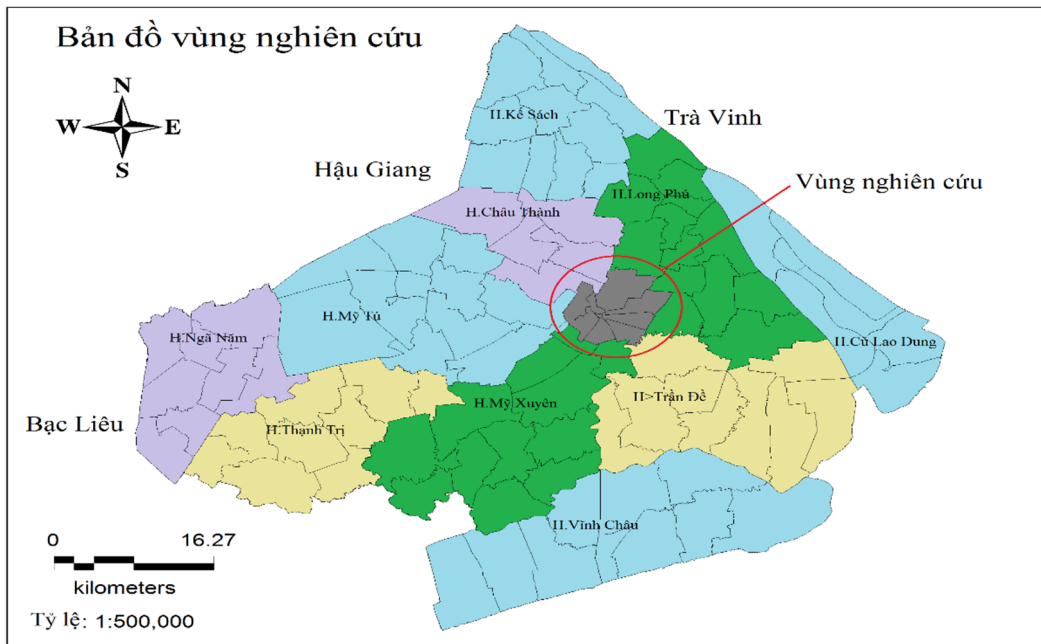 Bản đồ vùng nghiên cứu
N
W
E
S
H.Kế Sách
Trà Vinh
Hậu Giang
Vùng nghiên cứu
H.Long Phú
H.Châu Thành
H.Mỹ Tú
H.Ngã Năm
H.Cù Lao Dung
H.Mỹ Xuyên
H>Trần Đề
Bạc Liêu
H.Thạnh Trị
H.Vĩnh Châu
0
16.27
kilometers
Tỷ lệ: 1:500,000